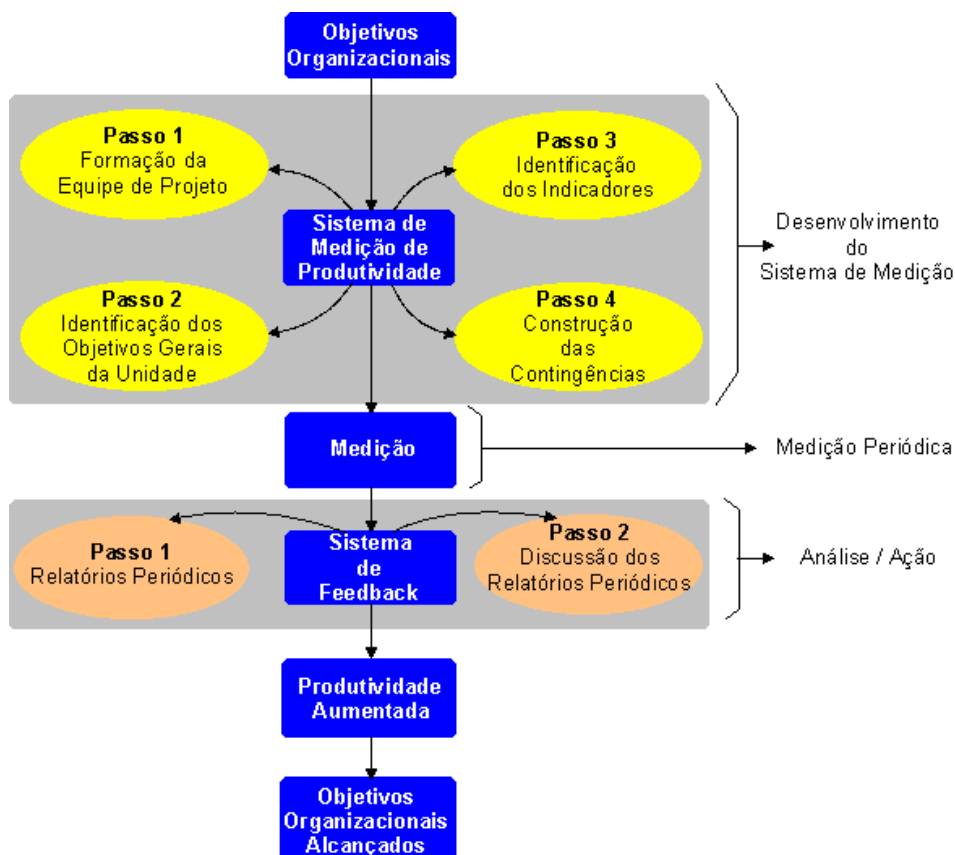 Objetivos
Organizacionais
Passo 1
Formação da
Equipe de Projeto
Passo 3
Identificação
dos Indicadores
Sistema de
Medição de
Produtividade
Desenvolvimento
do
Sistema de Medição
Passo 2
Identificação dos
Objetivos Gerais
da Unidade
Passo 4
Construção
das
Contingências
Medição
Medição Periódica
Passo 1
Relatórios Periódicos
Sistema
de
Feedback
Passo 2
Discussão dos
Relatórios Periódicos
Análise / Ação
Produtividade
Aumentada
Objetivos
Organizacionais
Alcançados